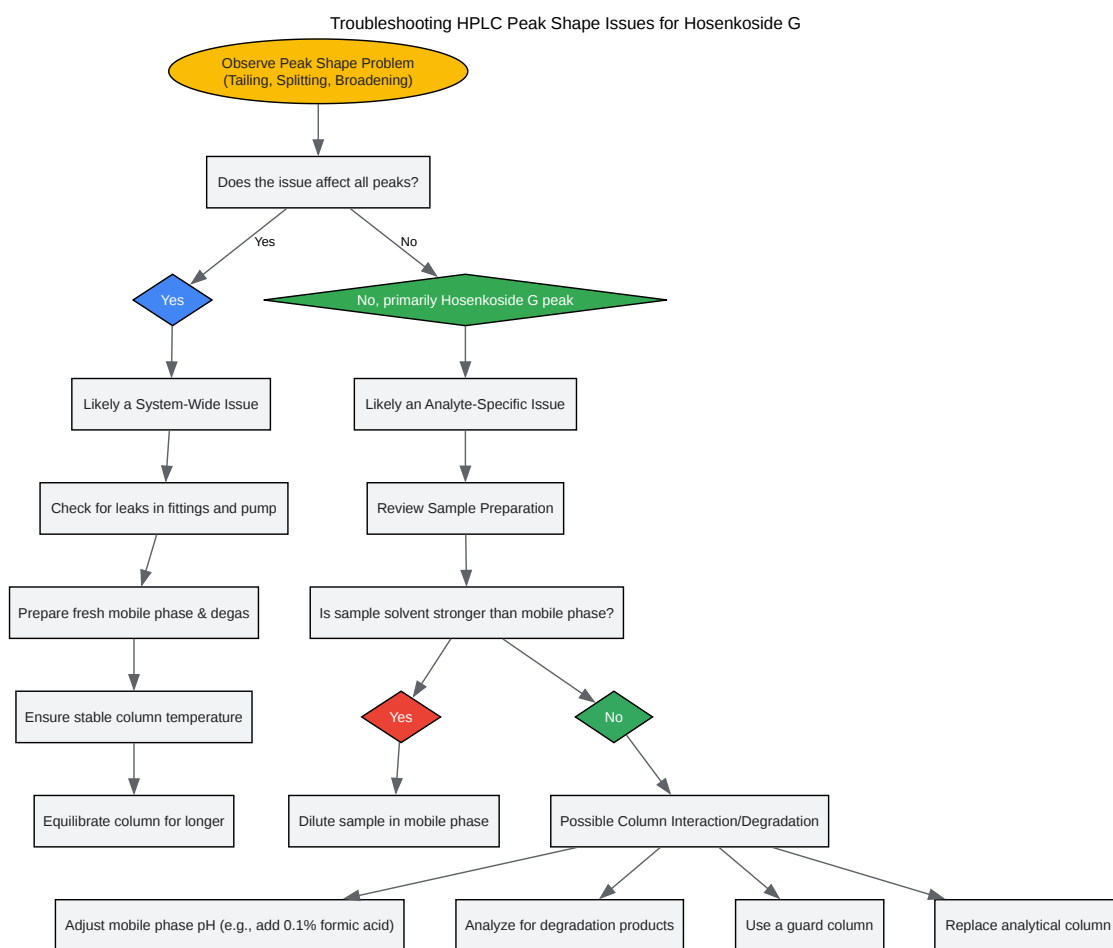 Troubleshooting HPLC Peak Shape Issues for Hosenkoside G
Observe Peak Shape Problem
(Tailing, Splitting, Broadening)
Does the issue affect all peaks?
Yes
No
Yes
No, primarily Hosenkoside G peak
Likely a System-Wide Issue
Likely an Analyte-Specific Issue
Check for leaks in fittings and pump
Review Sample Preparation
Prepare fresh mobile phase & degas
Is sample solvent stronger than mobile phase?
Ensure stable column temperature
Yes
No
Equilibrate column for longer
Dilute sample in mobile phase
Possible Column Interaction/Degradation
Adjust mobile phase pH (e.g., add 0.1% formic acid)
Analyze for degradation products
Use a guard column
Replace analytical column